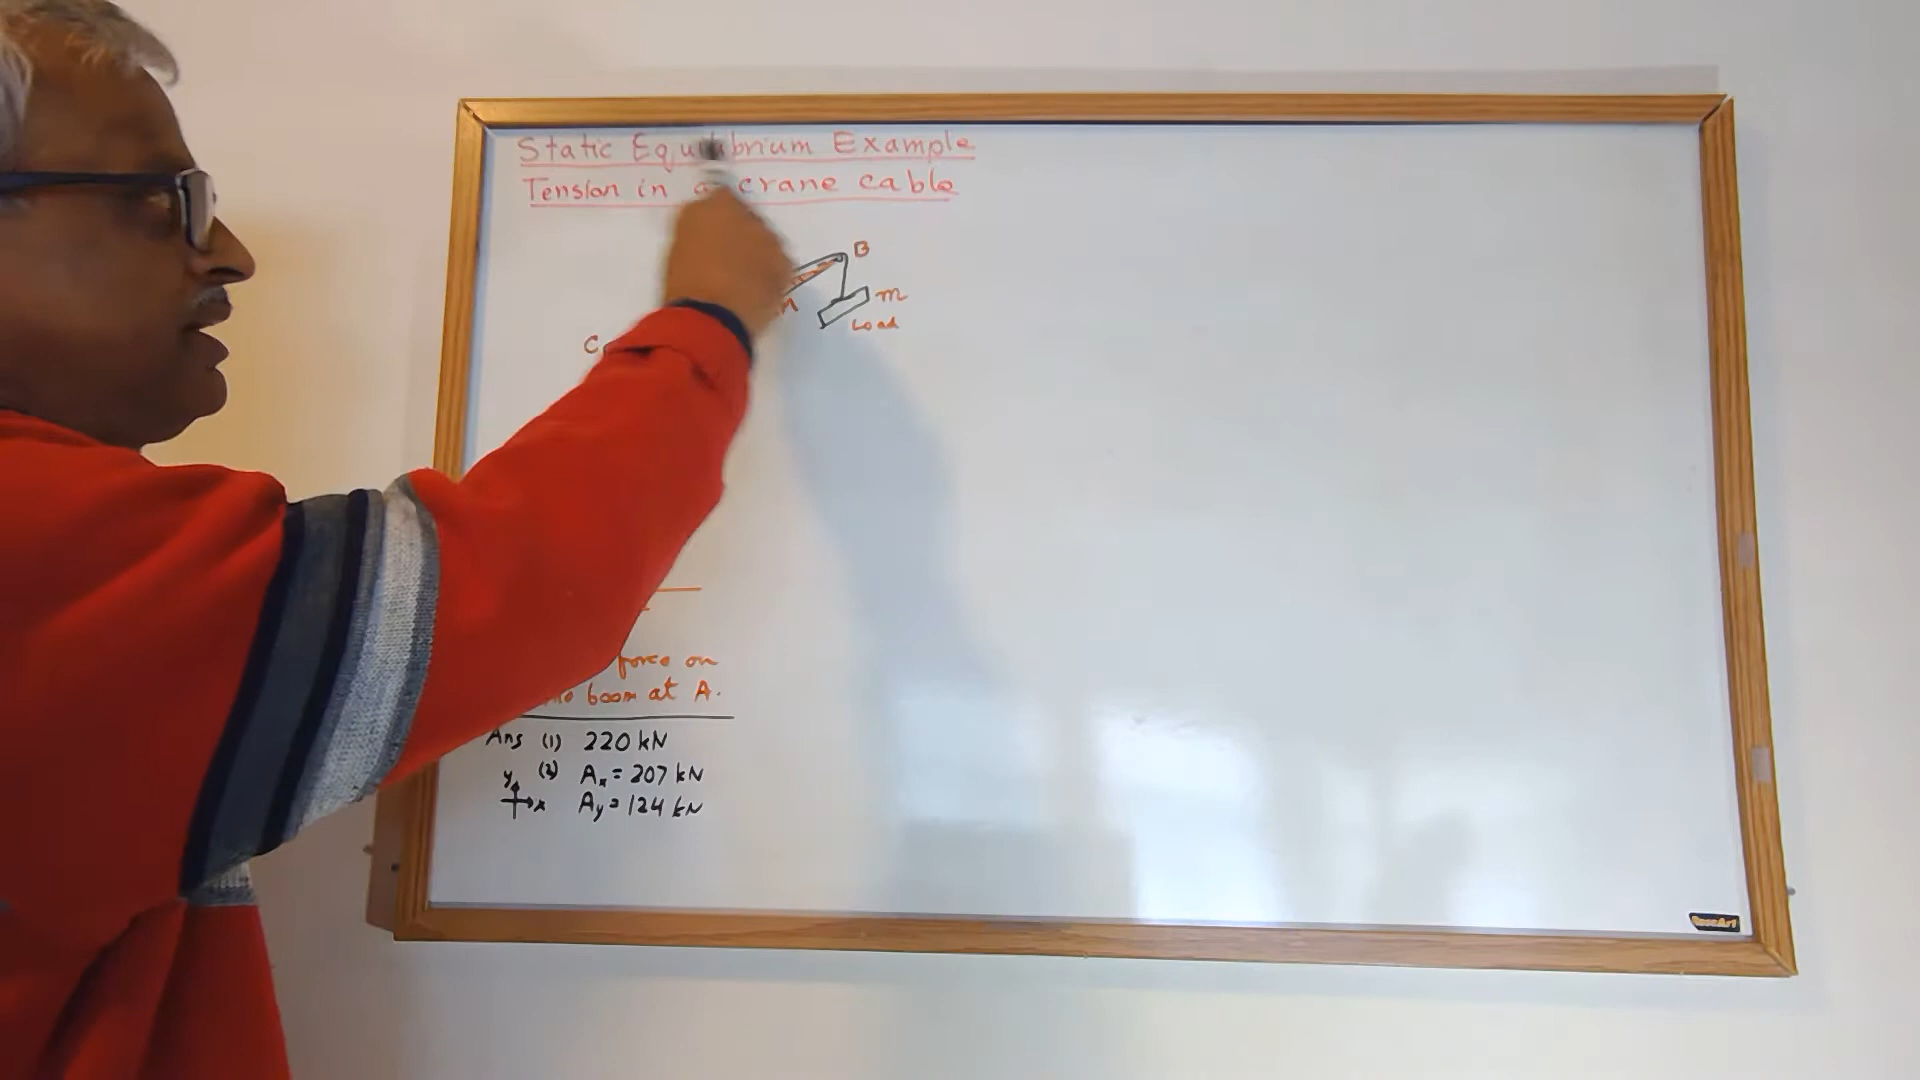 Static Equilibrium Example
Tension in a crane cable
B
m
Load
C
force on
boom at A.
Ans (1) 220 kN
(2) Ax = 207 kN
y
x
Ay = 124 kN
RoseArt